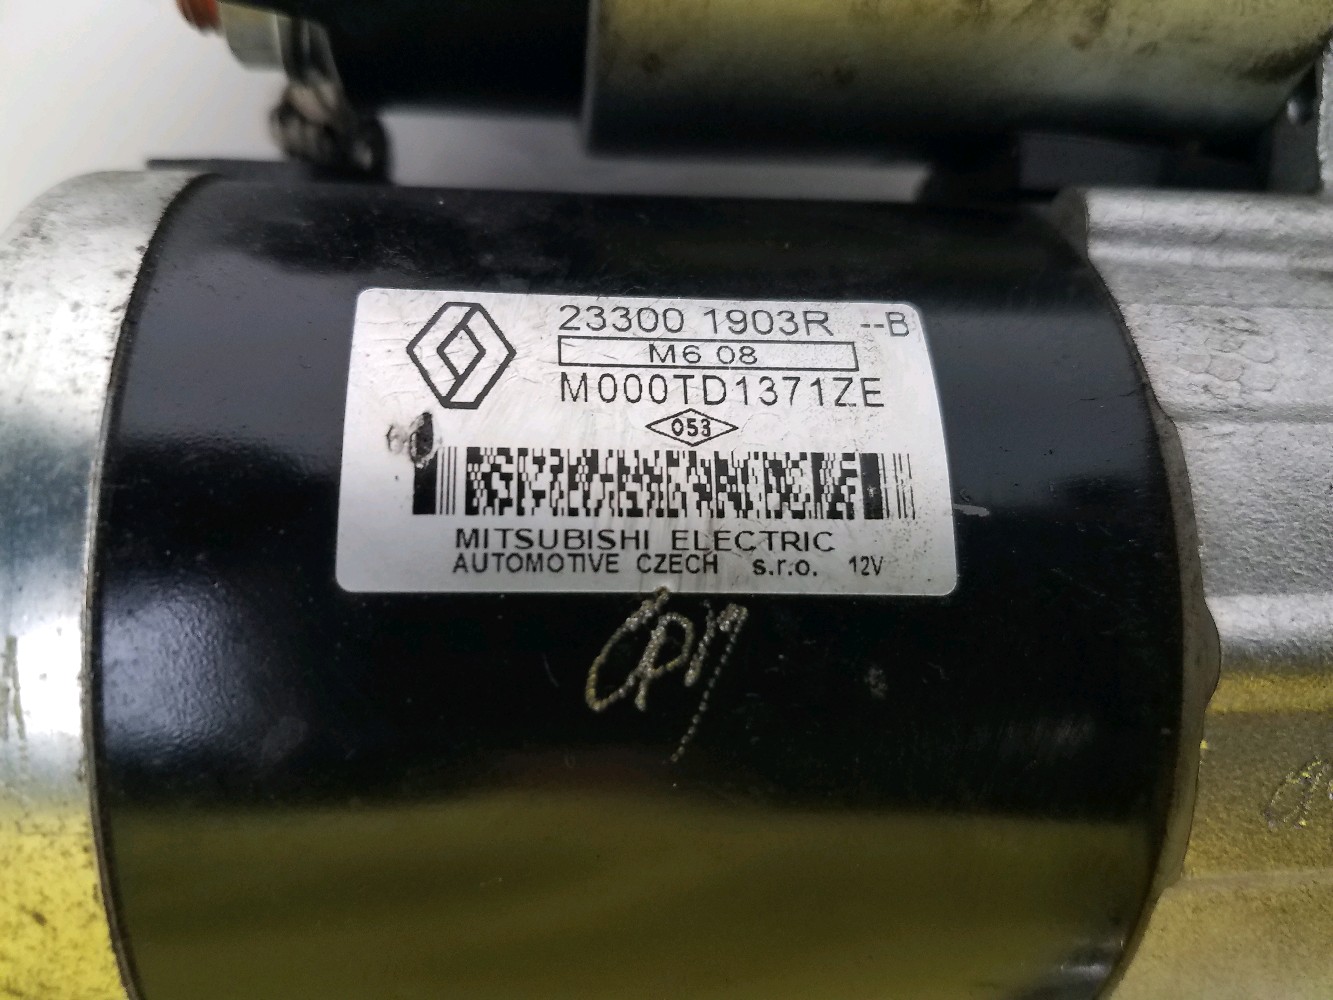 23300 1903R --B
M6 08
M000TD1371ZE
053
MITSUBISHI ELECTRIC
AUTOMOTIVE CZECH s.r.o. 12V